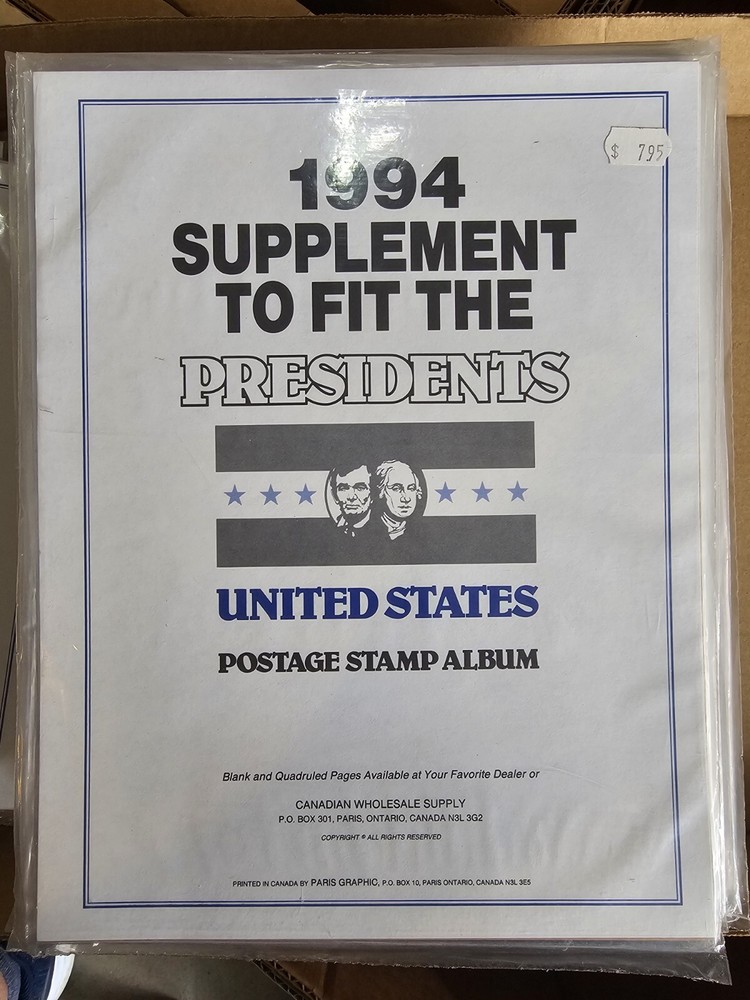 $ 7.95
1994
SUPPLEMENT
TO FIT THE
PRESIDENTS
UNITED STATES
POSTAGE STAMP ALBUM
Blank and Quadruled Pages Available at Your Favorite Dealer or
CANADIAN WHOLESALE SUPPLY
P.O. BOX 301, PARIS, ONTARIO, CANADA N3L 3G2
COPYRIGHT © ALL RIGHTS RESERVED
PRINTED IN CANADA BY PARIS GRAPHIC, P.O. BOX 10, PARIS ONTARIO, CANADA N3L 3E5